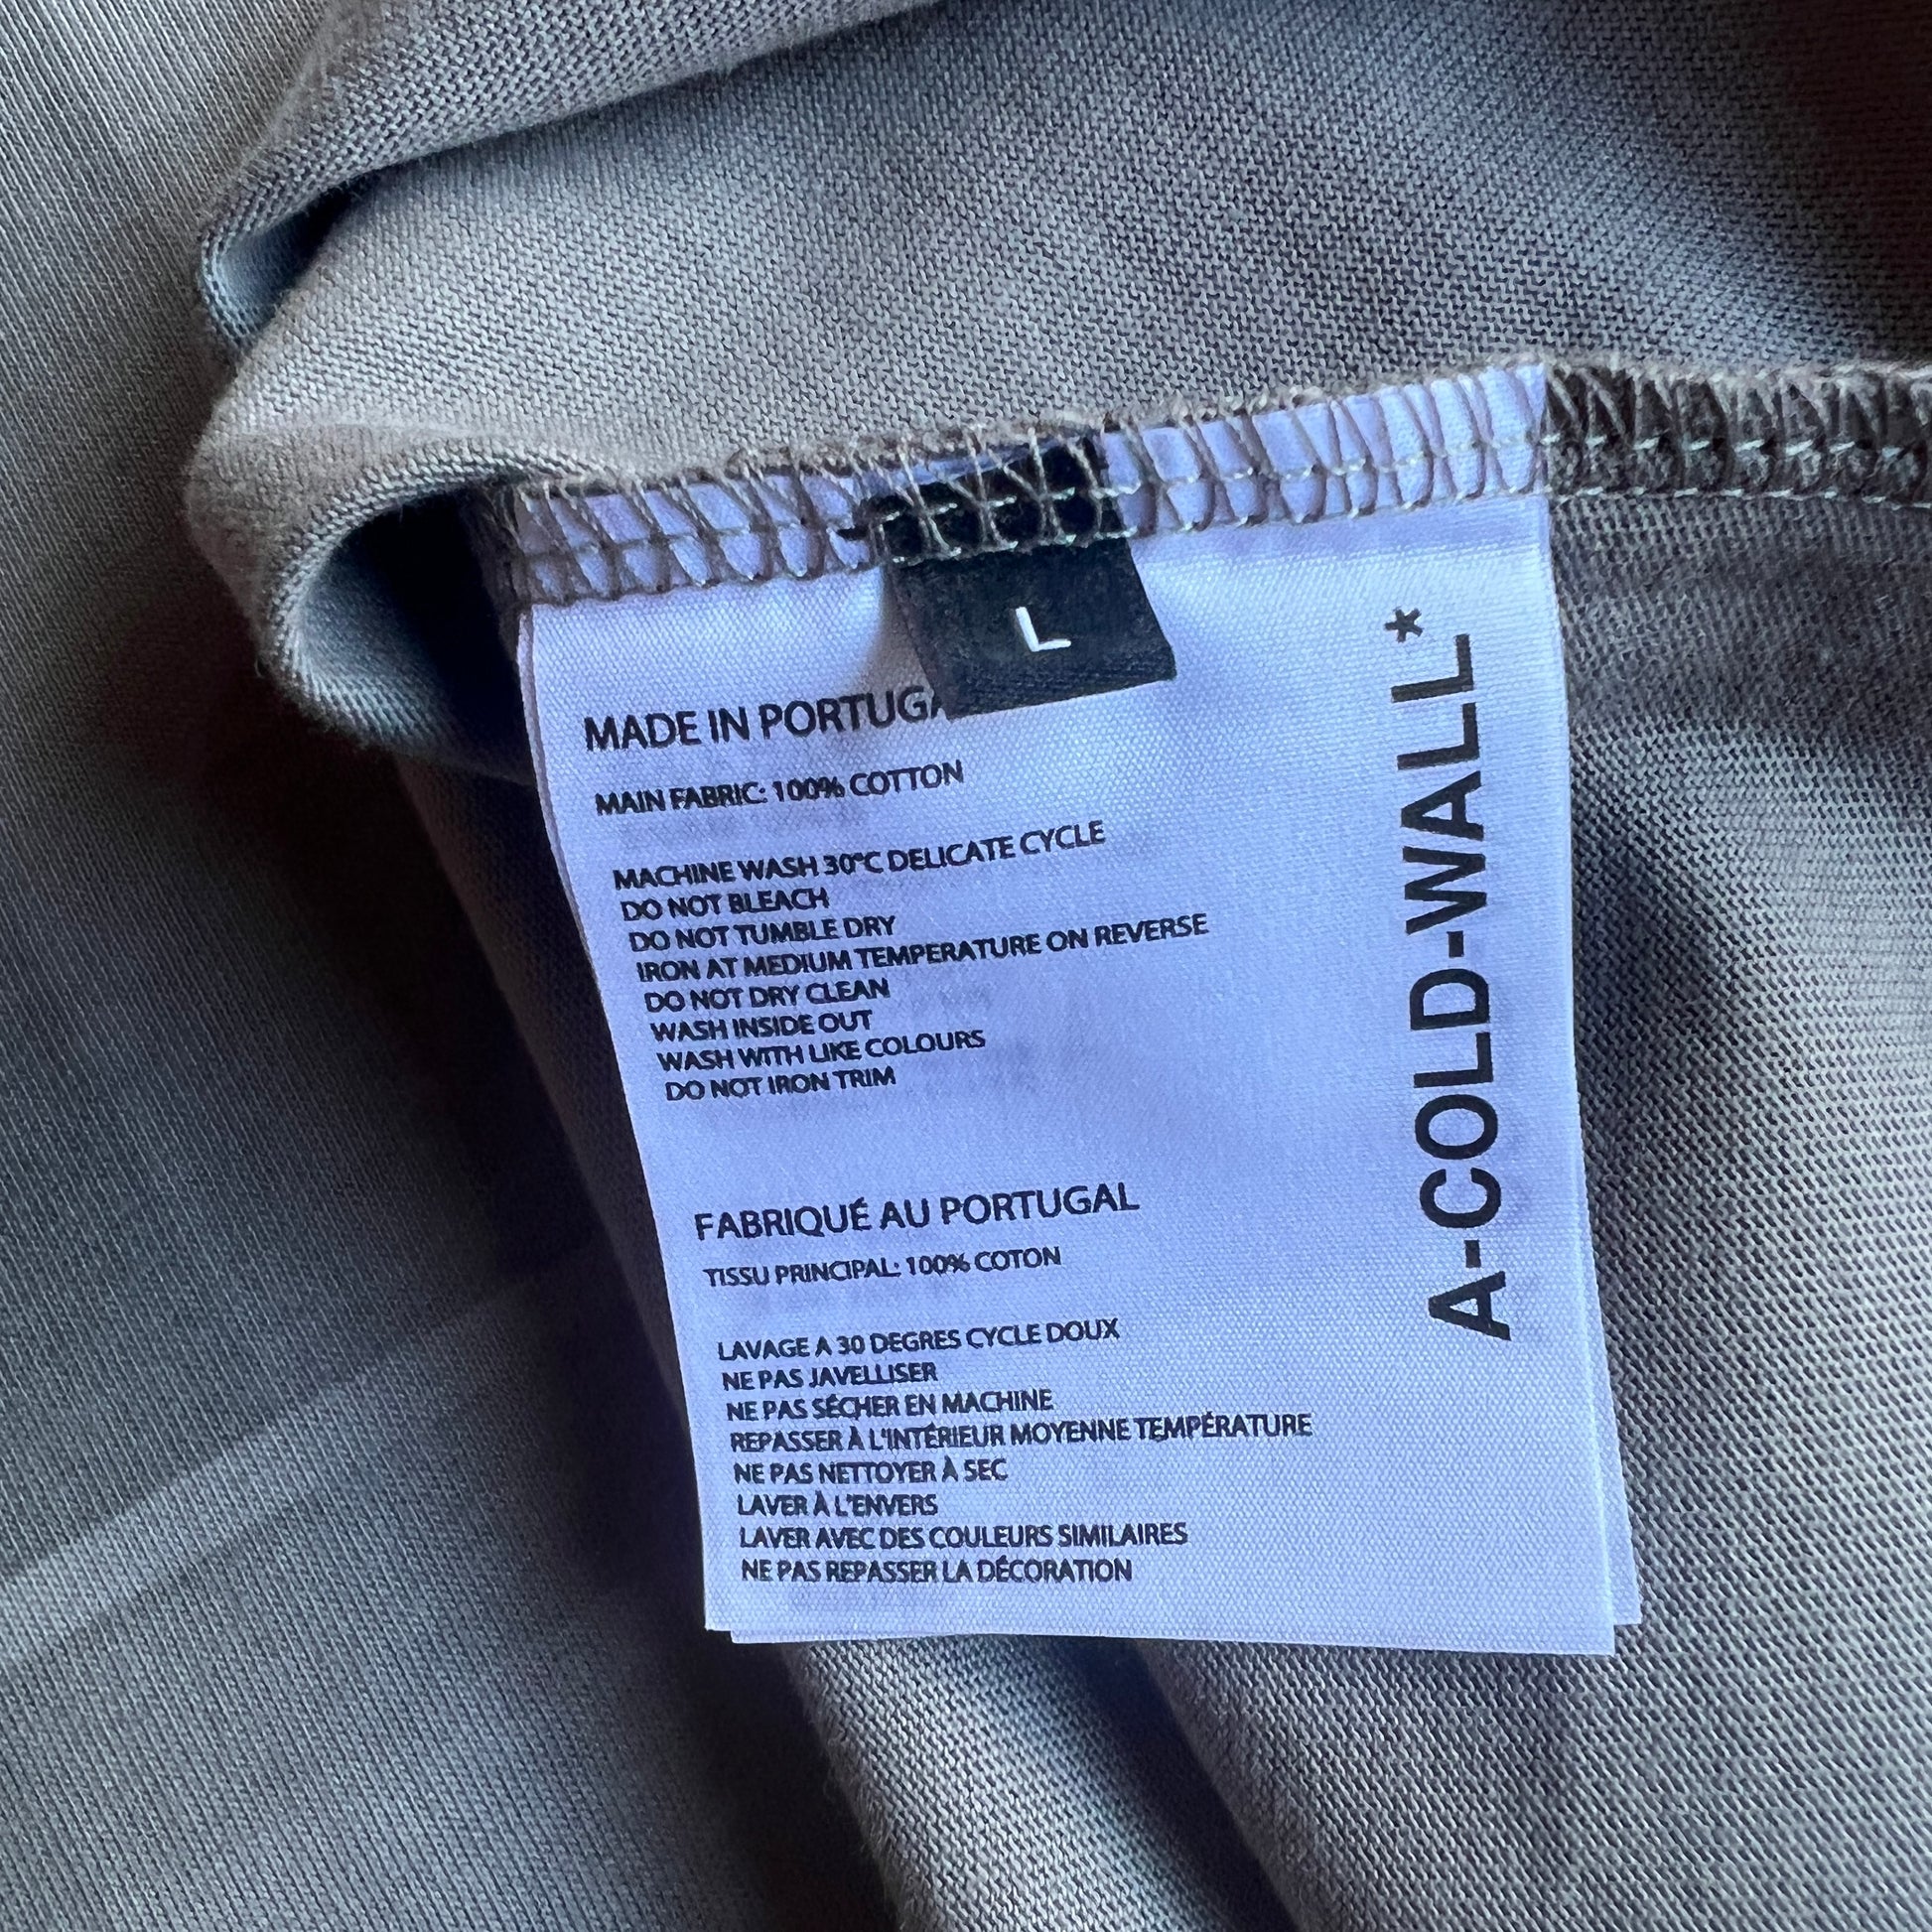 L
MADE IN PORTUGA
MAIN FABRIC: 100% COTTON
MACHINE WASH 30°C DELICATE CYCLE
DO NOT BLEACH
DO NOT TUMBLE DRY
IRON AT MEDIUM TEMPERATURE ON REVERSE
DO NOT DRY CLEAN
WASH INSIDE OUT
WASH WITH LIKE COLOURS
DO NOT IRON TRIM
FABRIQUÉ AU PORTUGAL
TISSU PRINCIPAL: 100% COTON
LAVAGE A 30 DEGRES CYCLE DOUX
NE PAS JAVELLISER
NE PAS SÉCHER EN MACHINE
REPASSER À L'INTÉRIEUR MOYENNE TEMPÉRATURE
NE PAS NETTOYER À SEC
LAVER À L'ENVERS
LAVER AVEC DES COULEURS SIMILAIRES
NE PAS REPASSER LA DÉCORATION
A-COLD-WALL*